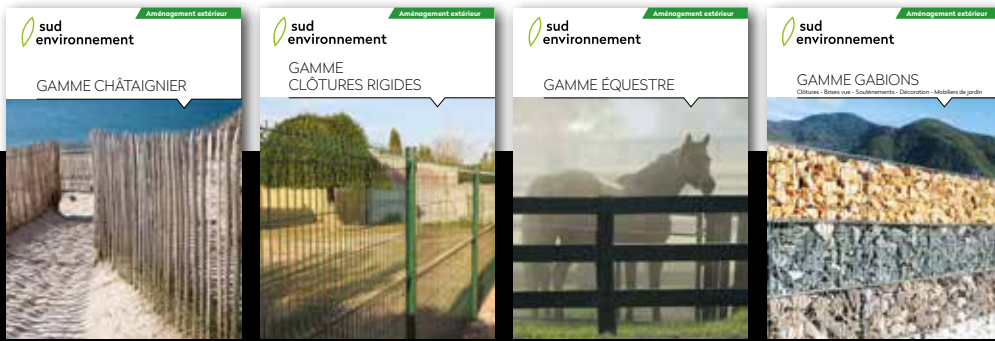 Aménagement extérieur
sud
environnement
GAMME CHÂTAIGNIER
Aménagement extérieur
sud
environnement
GAMME
CLÔTURES RIGIDES
Aménagement extérieur
sud
environnement
GAMME ÉQUESTRE
Aménagement extérieur
sud
environnement
GAMME GABIONS
Clôtures - Brises vue - Soutènements - Décoration - Mobiliers de jardin